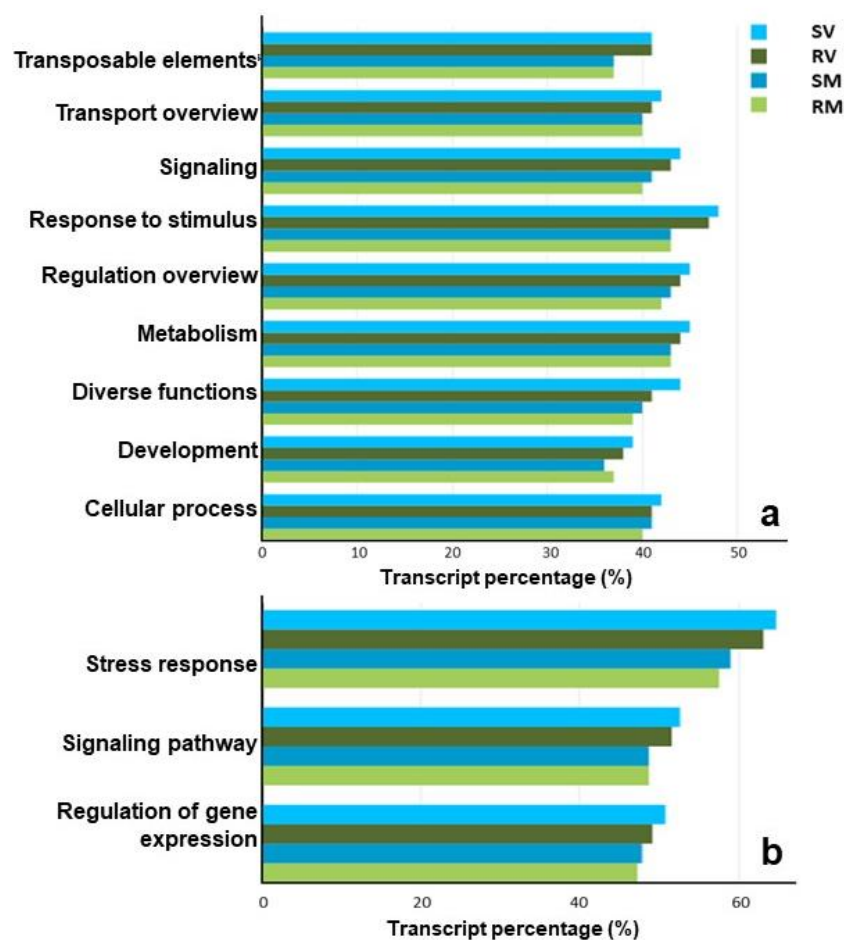 SV
RV
SM
RM
Transposable elements
Transport overview
Signaling
Response to stimulus
Regulation overview
Metabolism
Diverse functions
Development
Cellular process
a
0 10 20 30 40 50
Transcript percentage (%)
Stress response
Signaling pathway
Regulation of gene
expression
b
0 20 40 60
Transcript percentage (%)